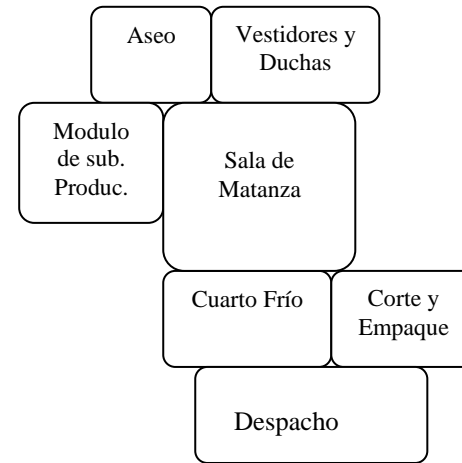 Aseo
Vestidores y
Duchas
Modulo
de sub.
Produc.
Sala de
Matanza
Cuarto Frío
Corte y
Empaque
Despacho